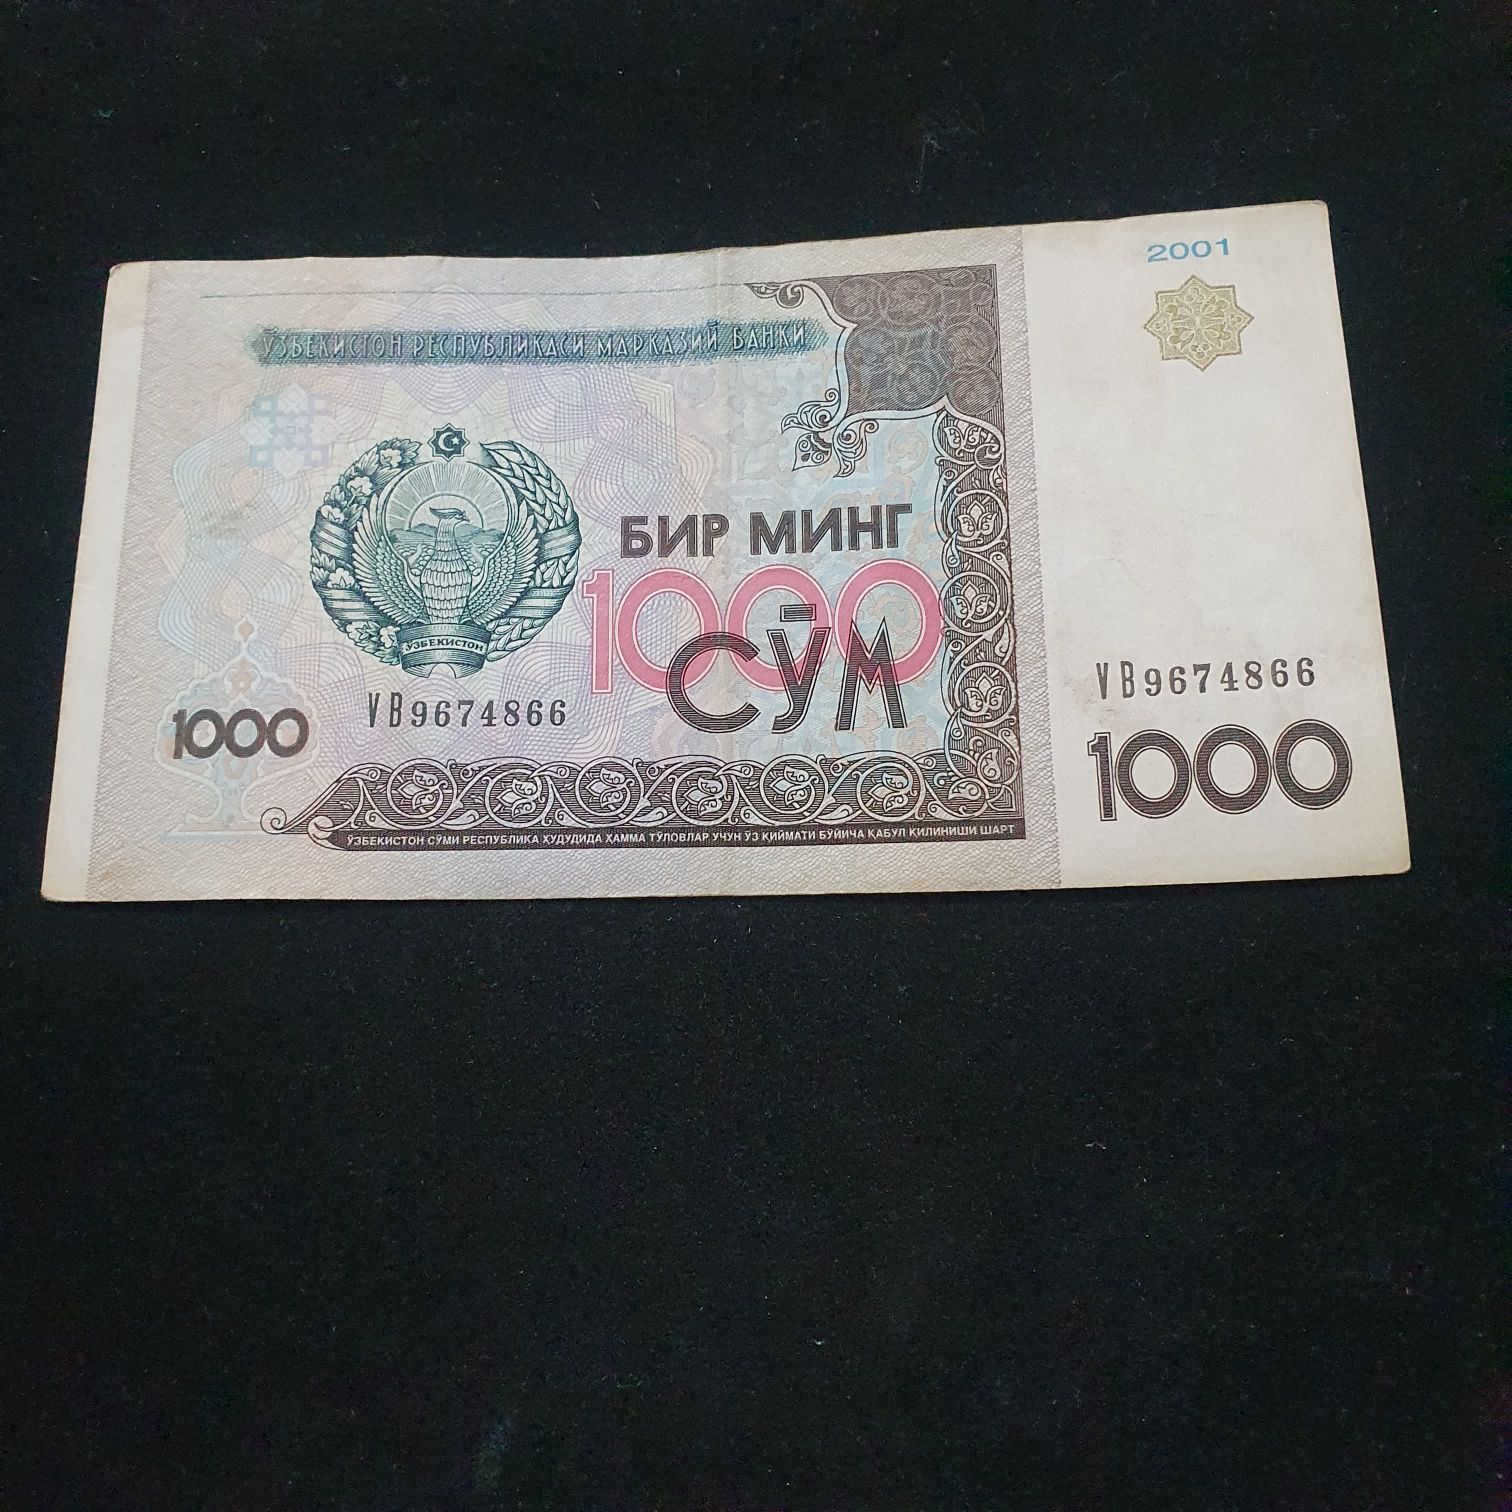 2001
ЎЗБЕКИСТОН РЕСПУБЛИКАСИ МАРКАЗИЙ БАНКИ
БИР МИНГ
1000
СЎМ
ЎЗБЕКИСТОН
VB9674866
VB9674866
1000
1000
ЎЗБЕКИСТОН СЎМИ РЕСПУБЛИКА ҲУДУДИДА ҲАММА ТЎЛОВЛАР УЧУН ЎЗ ҚИЙМАТИ БЎЙИЧА ҚАБУЛ ҚИЛИНИШИ ШАРТ